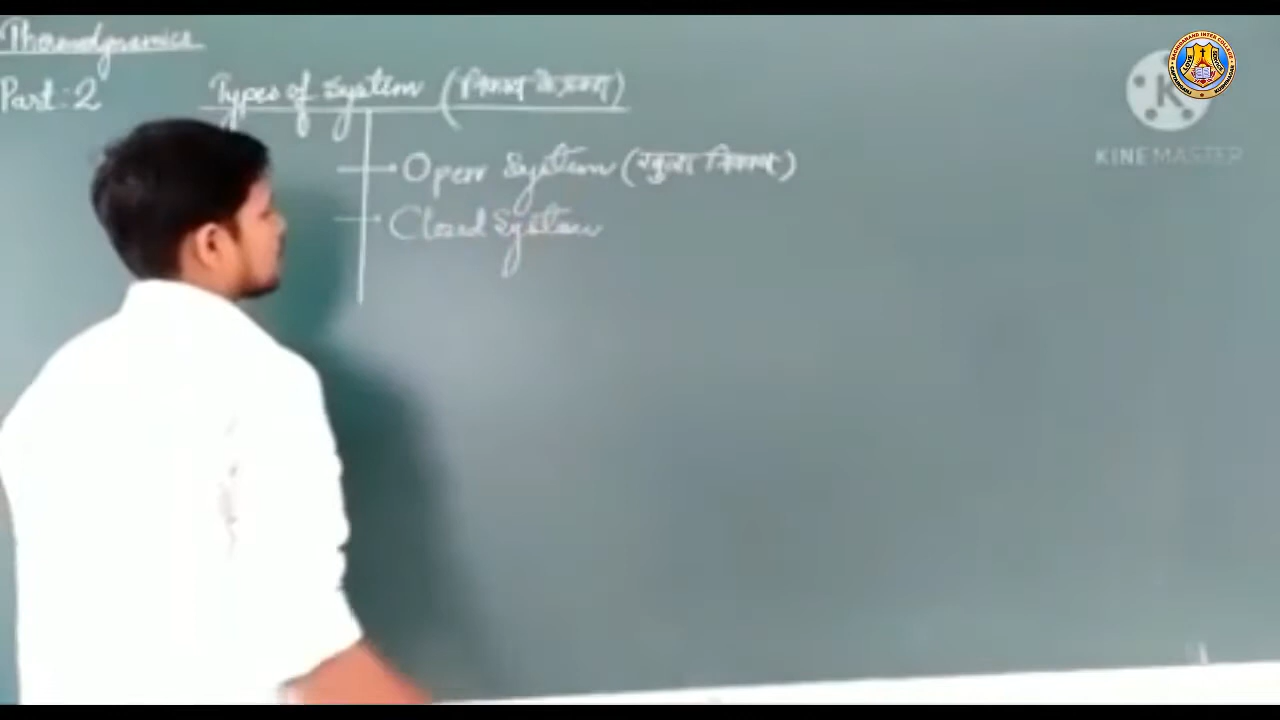 Thermodynamics
Part: 2
Types of System (निकाय के प्रकार)
Open System (खुला निकाय)
Closed System
KINEMASTER